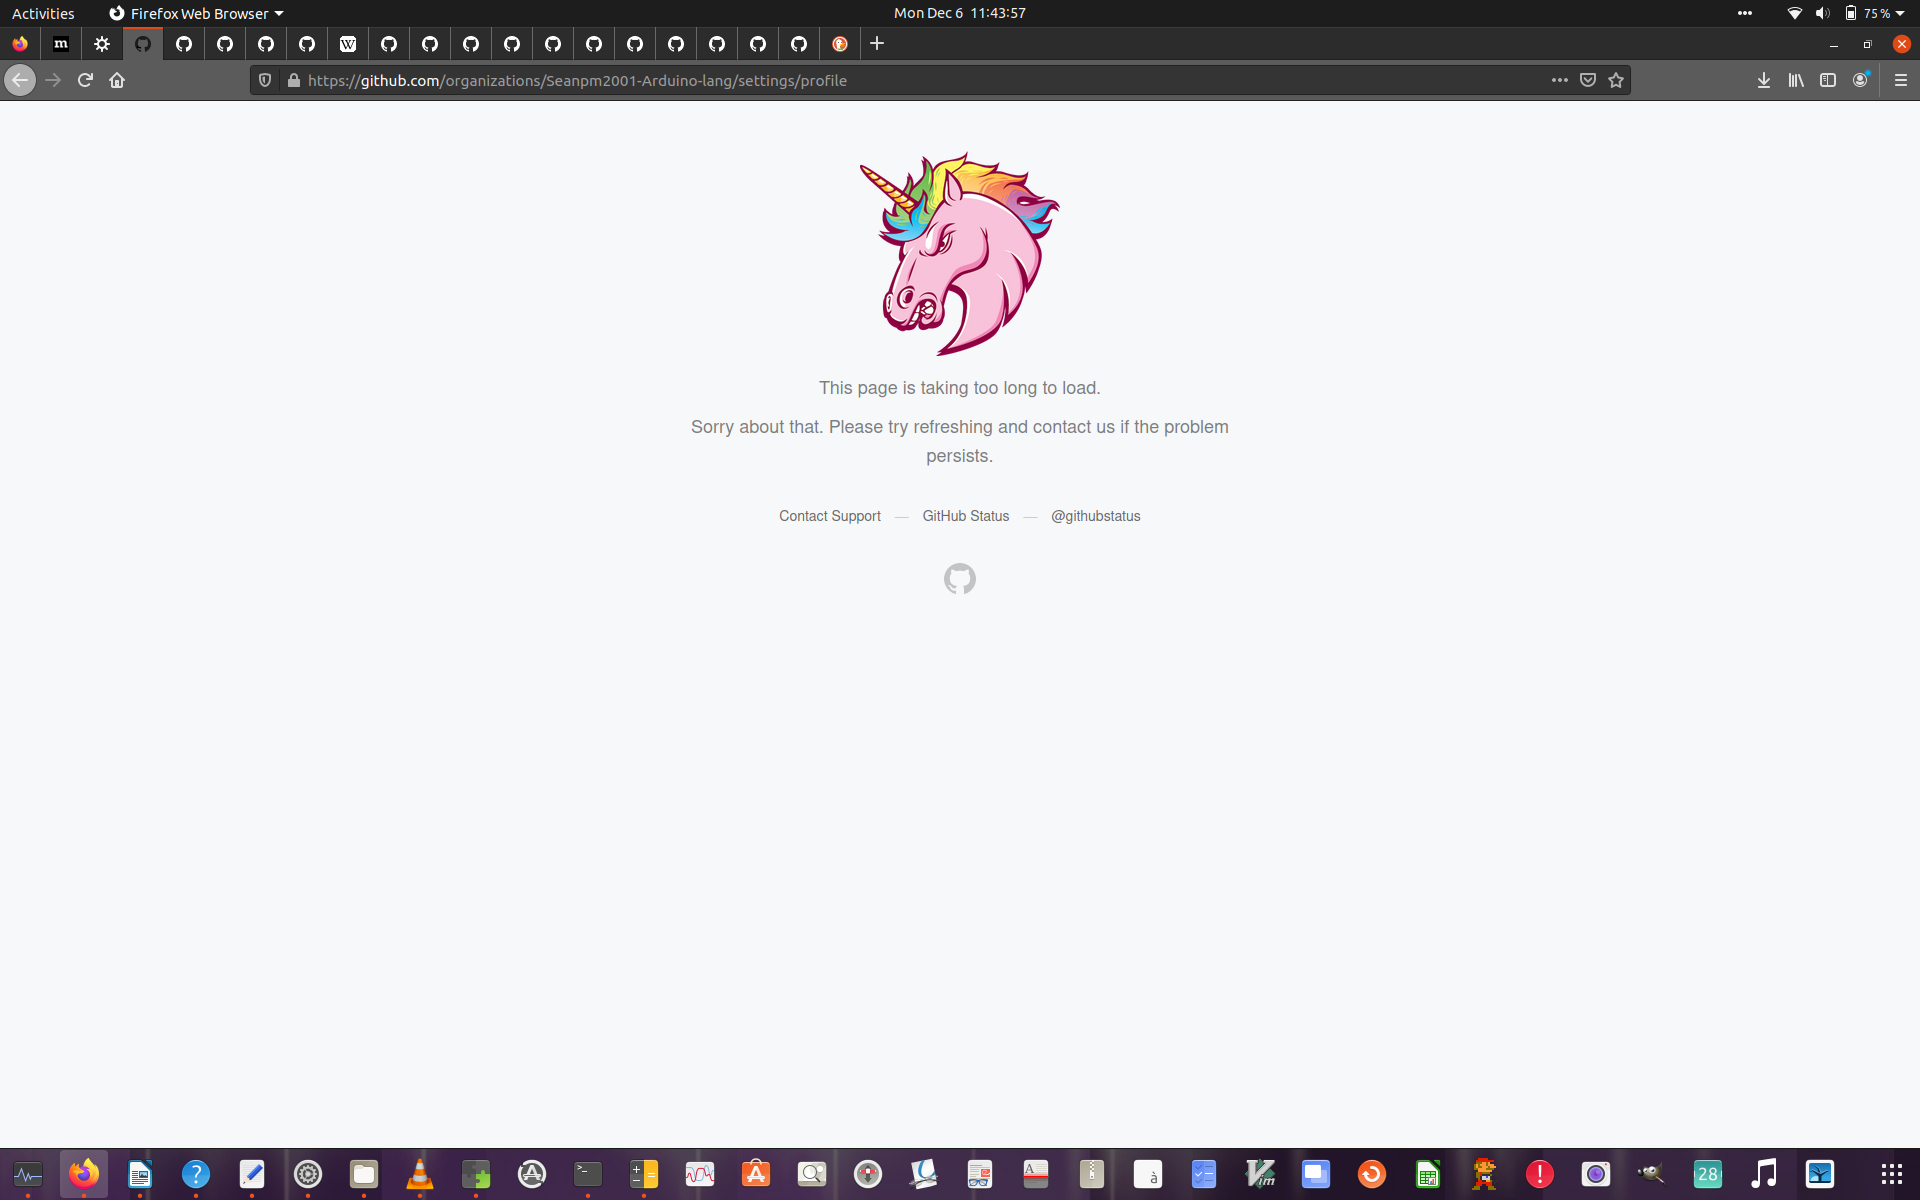 Activities
Firefox Web Browser
Mon Dec 6 11:43:57
75 %
m
W
https://github.com/organizations/Seanpm2001-Arduino-lang/settings/profile
This page is taking too long to load.
Sorry about that. Please try refreshing and contact us if the problem
persists.
Contact Support — GitHub Status — @githubstatus
?
>_
A
à
Vim
!
28